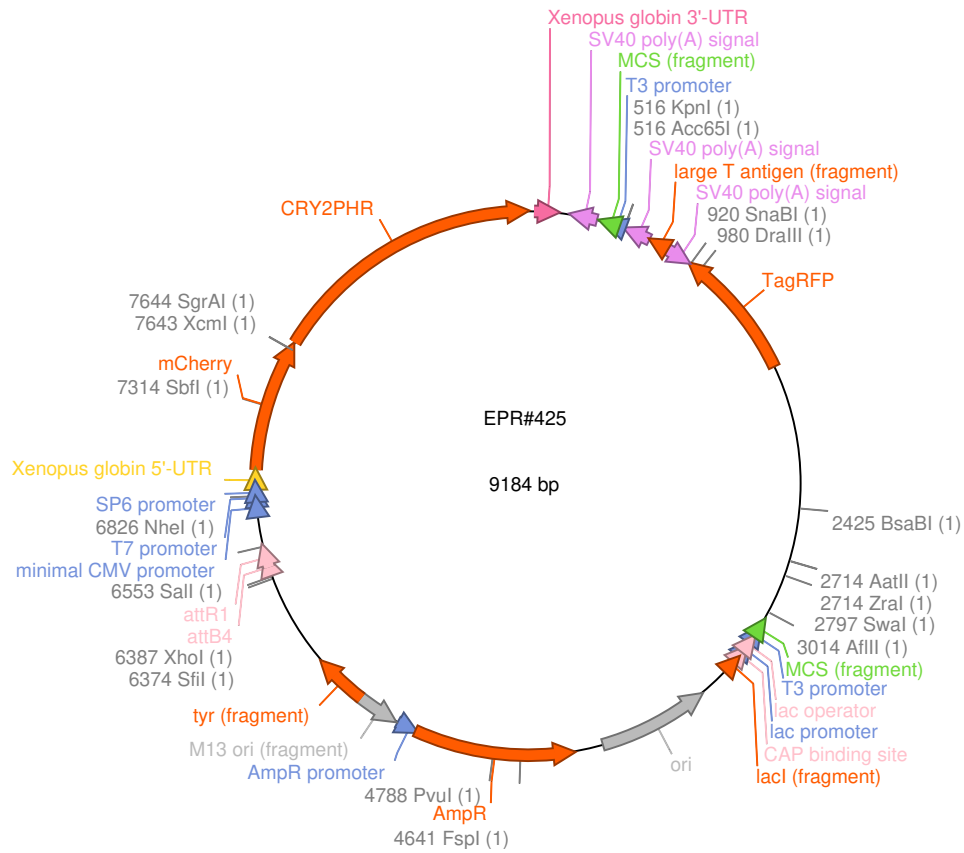 Xenopus globin 3'-UTR
SV40 poly(A) signal
MCS (fragment)
T3 promoter
516 KpnI (1)
516 Acc65I (1)
SV40 poly(A) signal
large T antigen (fragment)
SV40 poly(A) signal
920 SnaBI (1)
980 DraIII (1)
TagRFP
CRY2PHR
7644 SgrAI (1)
7643 XcmI (1)
mCherry
7314 SbfI (1)
EPR#425
9184 bp
Xenopus globin 5'-UTR
SP6 promoter
6826 NheI (1)
T7 promoter
minimal CMV promoter
6553 SalI (1)
attR1
attB4
6387 XhoI (1)
6374 SfiI (1)
2425 BsaBI (1)
2714 AatII (1)
2714 ZraI (1)
2797 SwaI (1)
3014 AflII (1)
MCS (fragment)
T3 promoter
lac operator
lac promoter
CAP binding site
lacI (fragment)
tyr (fragment)
M13 ori (fragment)
AmpR promoter
ori
4788 PvuI (1)
AmpR
4641 FspI (1)